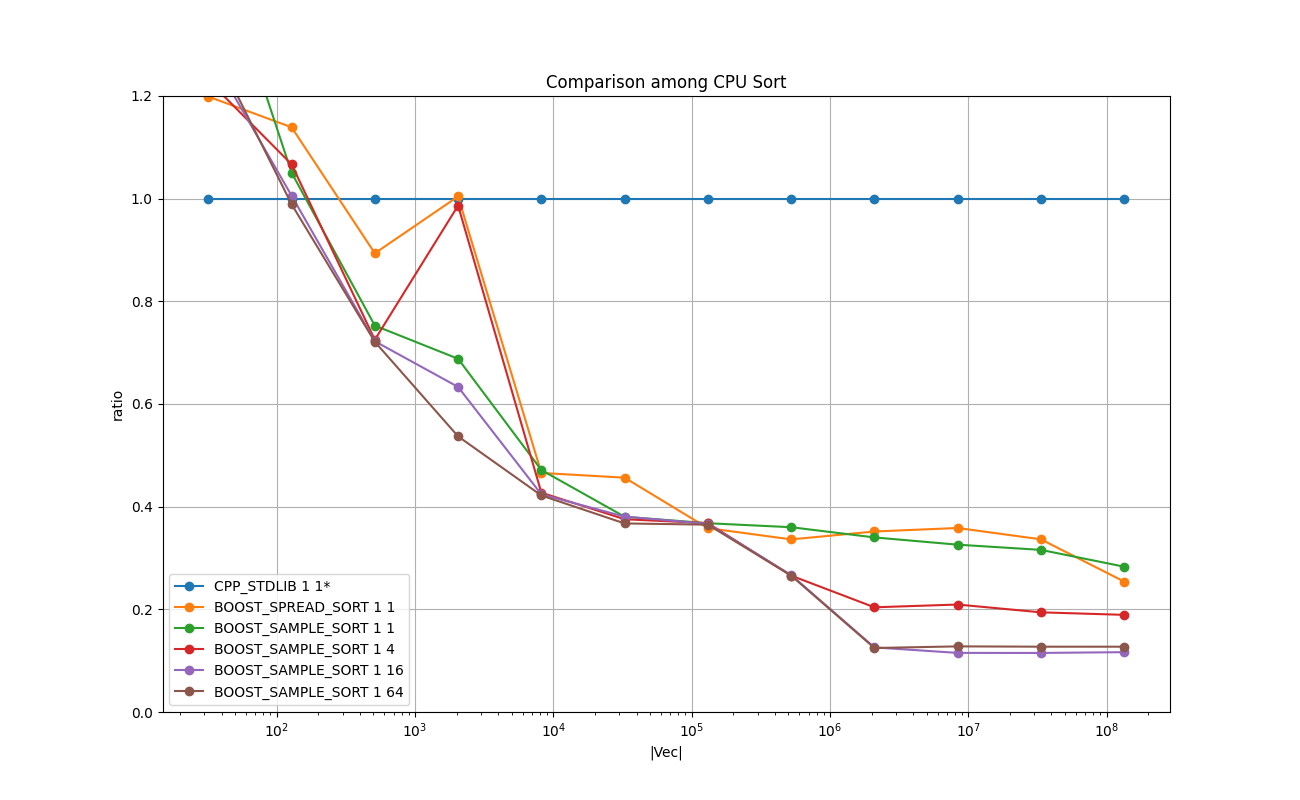 Comparison among CPU Sort
1.2
1.0
0.8
0.6
0.4
0.2
0.0
ratio
CPP_STDLIB 1 1*
BOOST_SPREAD_SORT 1 1
BOOST_SAMPLE_SORT 1 1
BOOST_SAMPLE_SORT 1 4
BOOST_SAMPLE_SORT 1 16
BOOST_SAMPLE_SORT 1 64
10² 10³ 10⁴ 10⁵ 10⁶ 10⁷ 10⁸
|Vec|